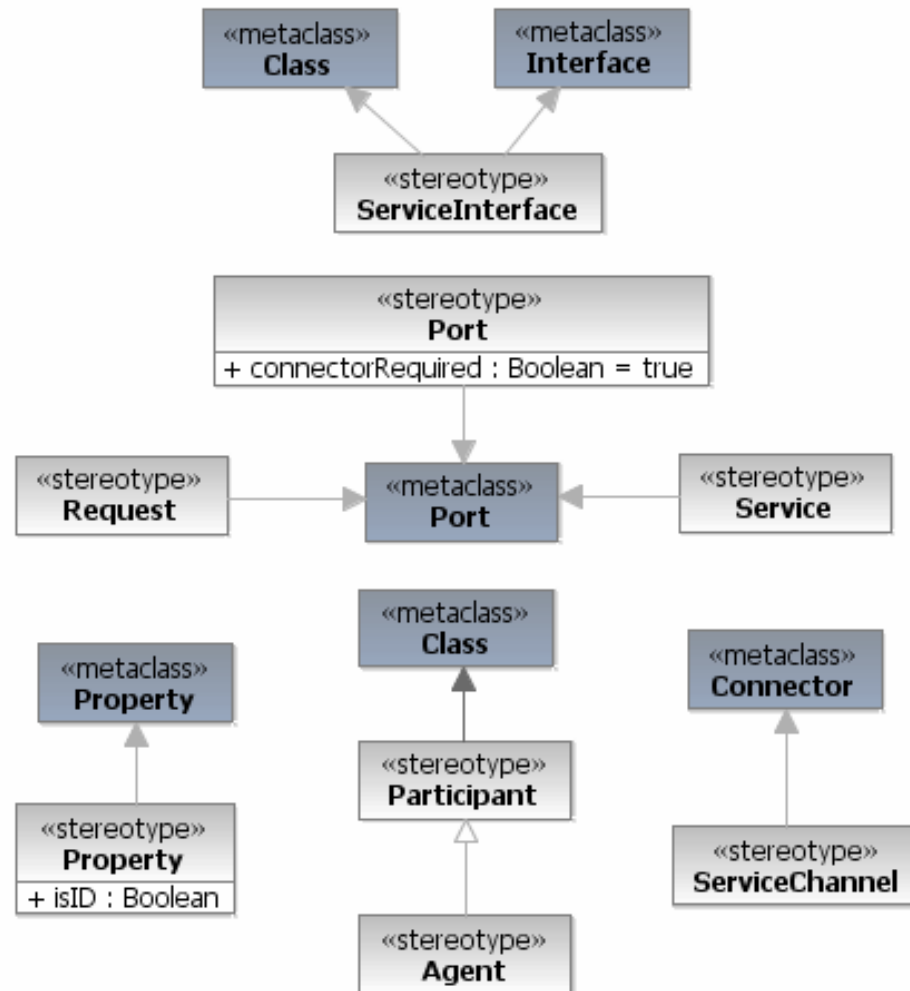 «metaclass»
Class
«metaclass»
Interface
«stereotype»
ServiceInterface
«stereotype»
Port
+ connectorRequired : Boolean = true
«stereotype»
Request
«metaclass»
Port
«stereotype»
Service
«metaclass»
Class
«metaclass»
Property
«metaclass»
Connector
«stereotype»
Participant
«stereotype»
Property
+ isID : Boolean
«stereotype»
ServiceChannel
«stereotype»
Agent